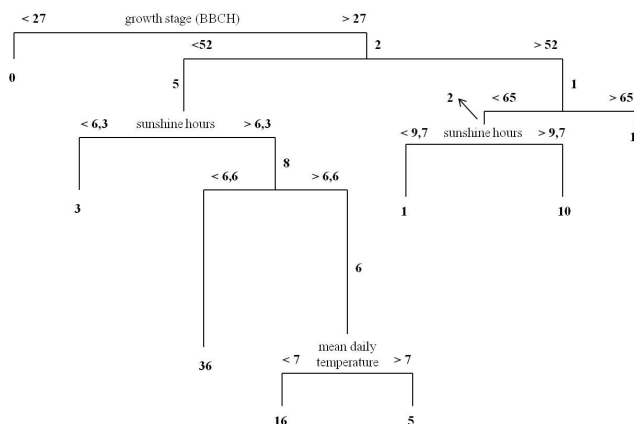 < 27 growth stage (BBCH) > 27
<52 2 > 52
0 5 1
2 < 65 > 65
< 6,3 sunshine hours > 6,3 < 9,7 sunshine hours > 9,7 1
8
< 6,6 > 6,6
3 1 10
6
mean daily
36 < 7 temperature > 7
16 5